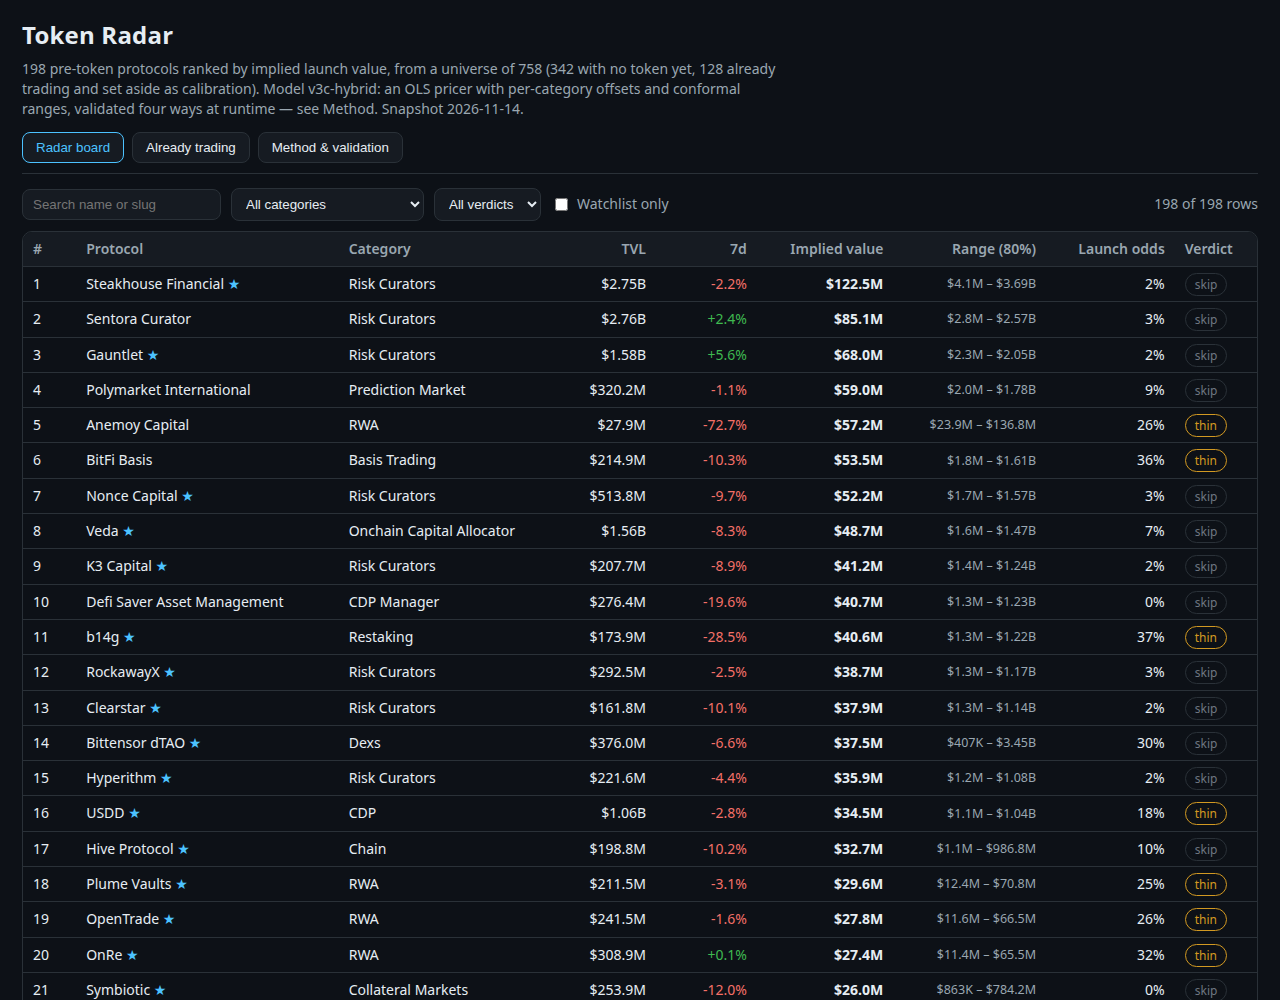 Token Radar
198 pre-token protocols ranked by implied launch value, from a universe of 758 (342 with no token yet, 128 already
trading and set aside as calibration). Model v3c-hybrid: an OLS pricer with per-category offsets and conformal
ranges, validated four ways at runtime — see Method. Snapshot 2026-11-14.
Radar board Already trading Method & validation
Search name or slug All categories All verdicts Watchlist only 198 of 198 rows
# Protocol Category TVL 7d Implied value Range (80%) Launch odds Verdict
1 Steakhouse Financial ★ Risk Curators $2.75B -2.2% $122.5M $4.1M – $3.69B 2% skip
2 Sentora Curator Risk Curators $2.76B +2.4% $85.1M $2.8M – $2.57B 3% skip
3 Gauntlet ★ Risk Curators $1.58B +5.6% $68.0M $2.3M – $2.05B 2% skip
4 Polymarket International Prediction Market $320.2M -1.1% $59.0M $2.0M – $1.78B 9% skip
5 Anemoy Capital RWA $27.9M -72.7% $57.2M $23.9M – $136.8M 26% thin
6 BitFi Basis Basis Trading $214.9M -10.3% $53.5M $1.8M – $1.61B 36% thin
7 Nonce Capital ★ Risk Curators $513.8M -9.7% $52.2M $1.7M – $1.57B 3% skip
8 Veda ★ Onchain Capital Allocator $1.56B -8.3% $48.7M $1.6M – $1.47B 7% skip
9 K3 Capital ★ Risk Curators $207.7M -8.9% $41.2M $1.4M – $1.24B 2% skip
10 Defi Saver Asset Management CDP Manager $276.4M -19.6% $40.7M $1.3M – $1.23B 0% skip
11 b14g ★ Restaking $173.9M -28.5% $40.6M $1.3M – $1.22B 37% thin
12 RockawayX ★ Risk Curators $292.5M -2.5% $38.7M $1.3M – $1.17B 3% skip
13 Clearstar ★ Risk Curators $161.8M -10.1% $37.9M $1.3M – $1.14B 2% skip
14 Bittensor dTAO ★ Dexs $376.0M -6.6% $37.5M $407K – $3.45B 30% skip
15 Hyperithm ★ Risk Curators $221.6M -4.4% $35.9M $1.2M – $1.08B 2% skip
16 USDD ★ CDP $1.06B -2.8% $34.5M $1.1M – $1.04B 18% thin
17 Hive Protocol ★ Chain $198.8M -10.2% $32.7M $1.1M – $986.8M 10% skip
18 Plume Vaults ★ RWA $211.5M -3.1% $29.6M $12.4M – $70.8M 25% thin
19 OpenTrade ★ RWA $241.5M -1.6% $27.8M $11.6M – $66.5M 26% thin
20 OnRe ★ RWA $308.9M +0.1% $27.4M $11.4M – $65.5M 32% thin
21 Symbiotic ★ Collateral Markets $253.9M -12.0% $26.0M $863K – $784.2M 0% skip